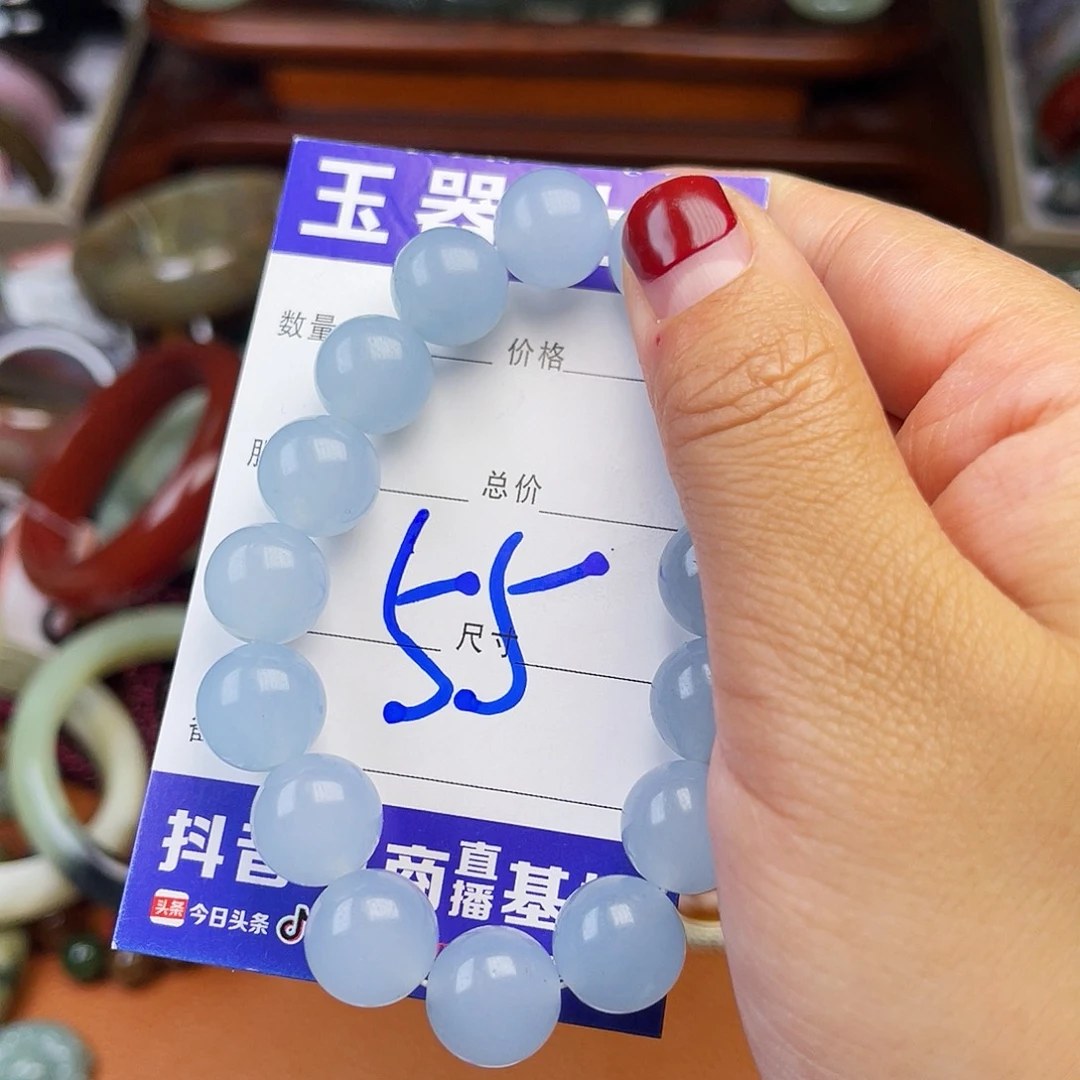 玉器
数量 价格
总价
55
尺寸
抖音 商直播基
头条 今日头条